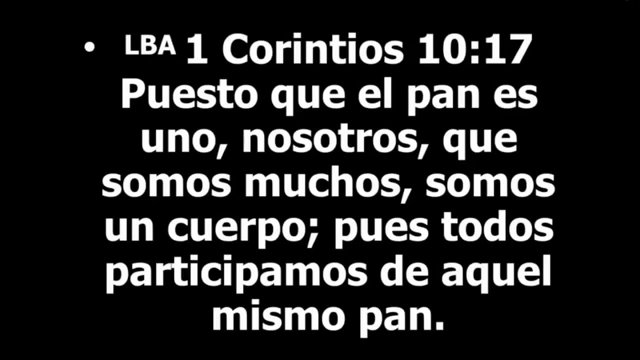 • LBA 1 Corintios 10:17
Puesto que el pan es
uno, nosotros, que
somos muchos, somos
un cuerpo; pues todos
participamos de aquel
mismo pan.